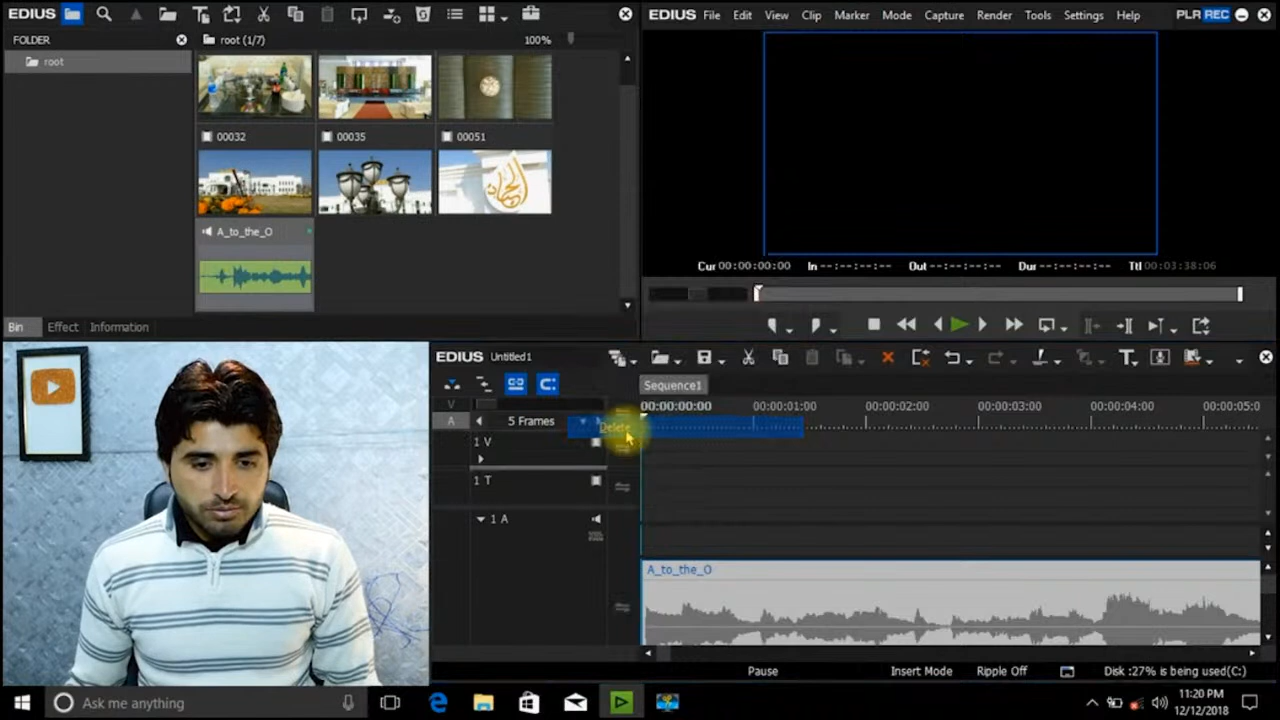 EDIUS
FOLDER
root (1/7)
100%
root
00032
00035
00051
A_to_the_O
Bin Effect Information
EDIUS File Edit View Clip Marker Mode Capture Render Tools Settings Help PLR REC
Cur 00:00:00:00 In --:--:--:-- Out --:--:--:-- Dur --:--:--:-- Ttl 00:03:38:06
EDIUS Untitled1
Sequence1
V
00:00:00:00 00:00:01:00 00:00:02:00 00:00:03:00 00:00:04:00 00:00:05:0
A
5 Frames
Delete
1 V
1 T
1 A
A_to_the_O
Pause Insert Mode Ripple Off Disk :27% is being used(C:)
Ask me anything
11:20 PM
12/12/2018